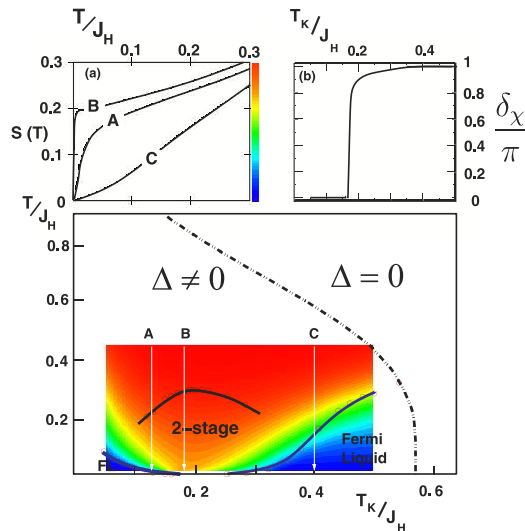 T/J_H
0.1 0.2 0.3
0.3
(a)
0.2
B
A
S (T)
0.1
C
0
T_K/J_H
0.2 0.4
(b)
1
0.8
0.6
0.4
0.2
0
δ_χ/π
T/J_H
0.8
Δ ≠ 0 Δ = 0
0.4
A B C
0.2
2-stage
Fermi
Liquid
F
0.2 0.4 0.6
T_K/J_H